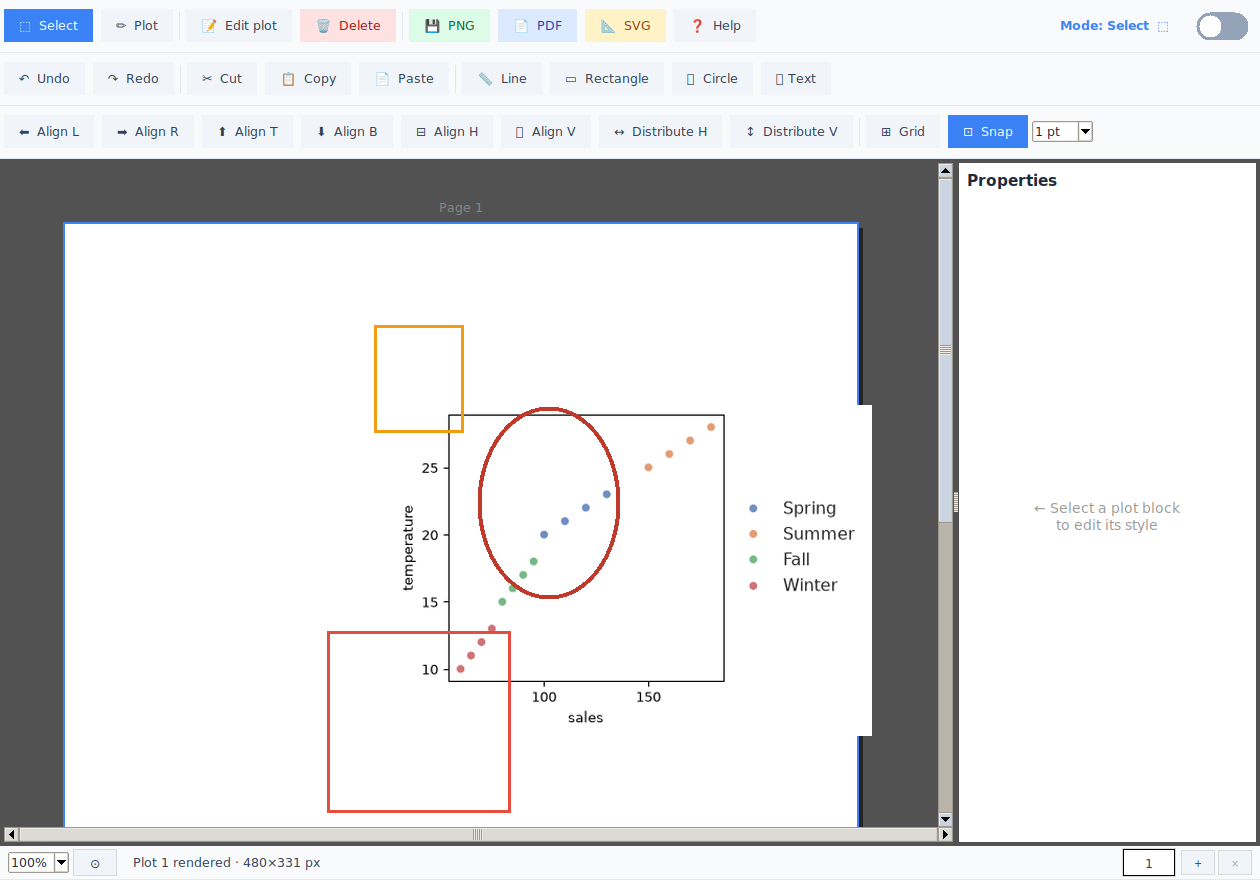 Select Plot Edit plot Delete PNG PDF SVG Help Mode: Select
Undo Redo Cut Copy Paste Line Rectangle Circle Text
Align L Align R Align T Align B Align H Align V Distribute H Distribute V Grid Snap 1 pt
Properties
Page 1
25
20
15
10
temperature
100 150
sales
Spring
Summer
Fall
Winter
← Select a plot block
to edit its style
100% Plot 1 rendered · 480×331 px 1 + ×